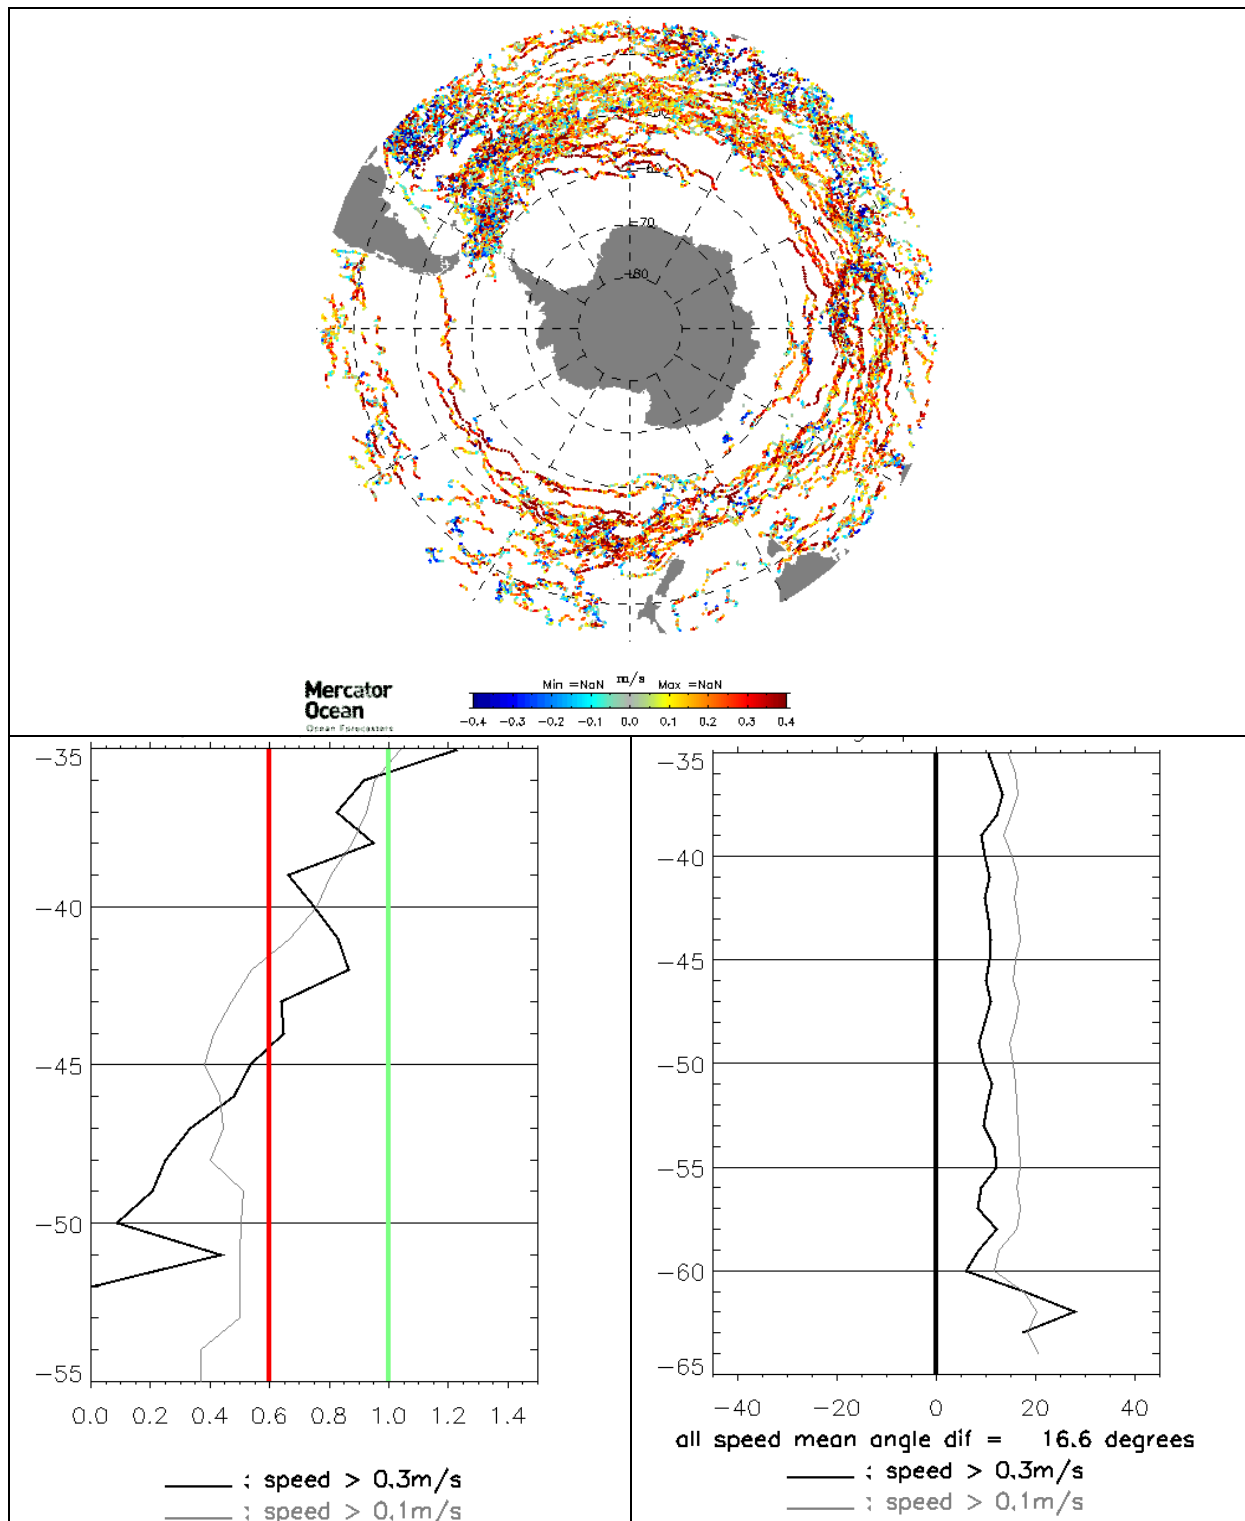 -70
-80
Mercator
Ocean
Ocean Forecasters
Min =NaN m/s Max =NaN
-0.4 -0.3 -0.2 -0.1 0.0 0.1 0.2 0.3 0.4
-35
-40
-45
-50
-55
0.0 0.2 0.4 0.6 0.8 1.0 1.2 1.4
: speed > 0.3m/s
: speed > 0.1m/s
-35
-40
-45
-50
-55
-60
-65
-40 -20 0 20 40
all speed mean angle dif = 16.6 degrees
: speed > 0.3m/s
: speed > 0.1m/s